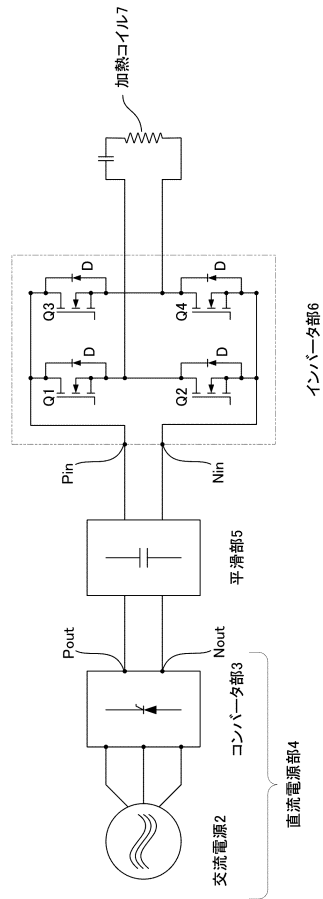 交流電源2
コンバータ部3
直流電源部4
Pout
Nout
平滑部5
Pin
Nin
Q1
D
Q3
D
Q2
D
Q4
D
インバータ部6
加熱コイル7